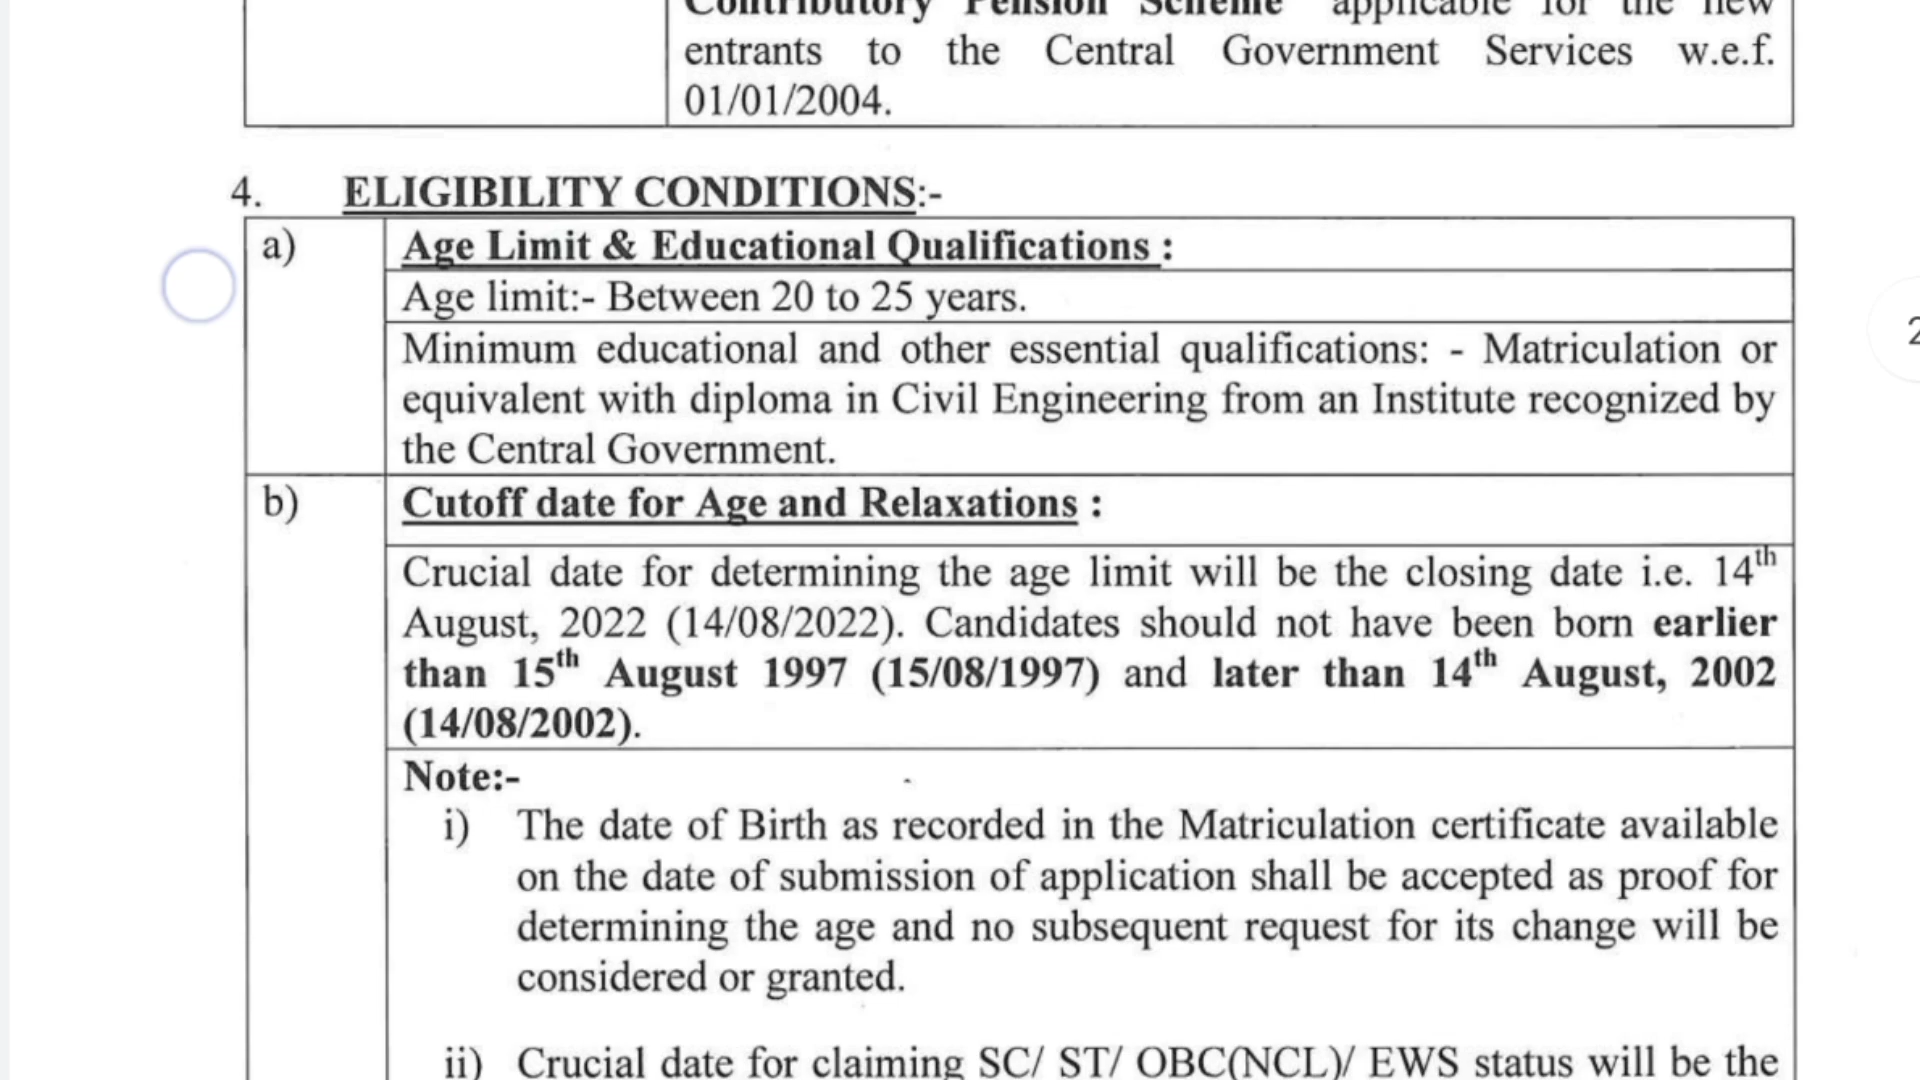 Contributory Pension Scheme applicable for the new
entrants to the Central Government Services w.e.f.
01/01/2004.
4. ELIGIBILITY CONDITIONS:-
a) Age Limit & Educational Qualifications :
Age limit:- Between 20 to 25 years.
Minimum educational and other essential qualifications: - Matriculation or
equivalent with diploma in Civil Engineering from an Institute recognized by
the Central Government.
b) Cutoff date for Age and Relaxations :
Crucial date for determining the age limit will be the closing date i.e. 14th
August, 2022 (14/08/2022). Candidates should not have been born earlier
than 15th August 1997 (15/08/1997) and later than 14th August, 2002
(14/08/2002).
Note:-
i) The date of Birth as recorded in the Matriculation certificate available
on the date of submission of application shall be accepted as proof for
determining the age and no subsequent request for its change will be
considered or granted.
ii) Crucial date for claiming SC/ ST/ OBC(NCL)/ EWS status will be the